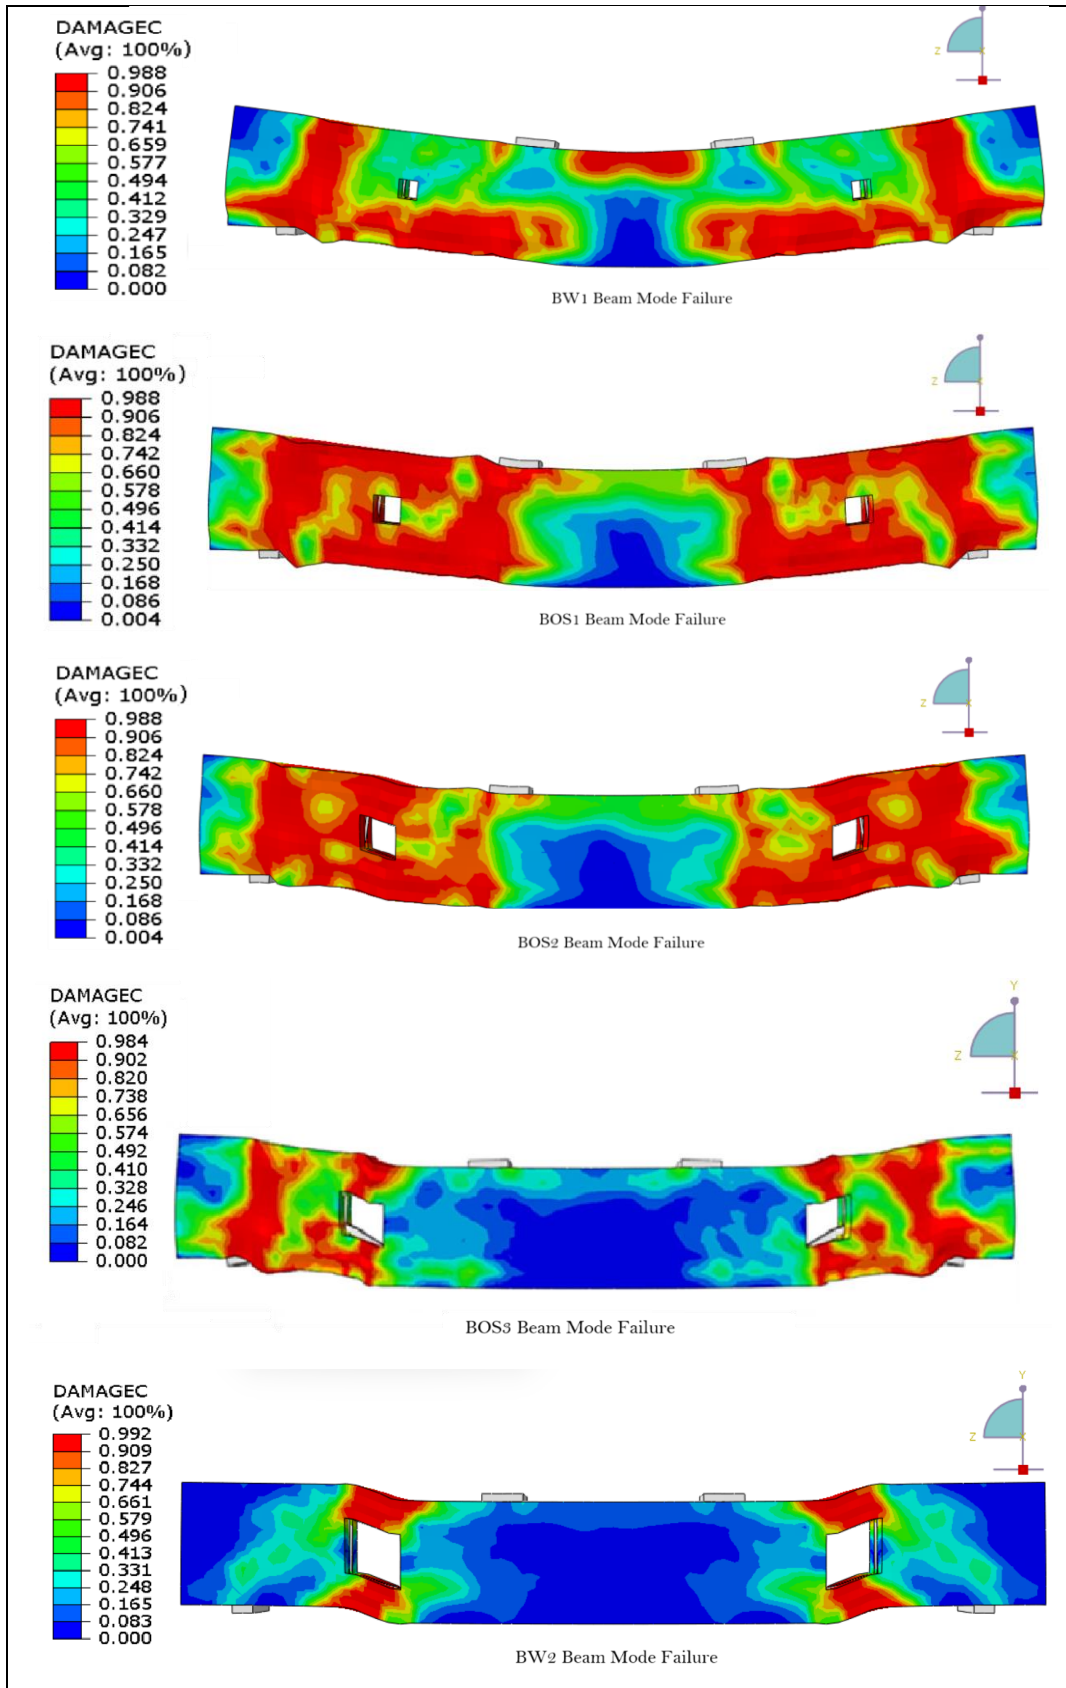 DAMAGEC
(Avg: 100%)
0.988
0.906
0.824
0.741
0.659
0.577
0.494
0.412
0.329
0.247
0.165
0.082
0.000
Z
BW1 Beam Mode Failure
DAMAGEC
(Avg: 100%)
0.988
0.906
0.824
0.742
0.660
0.578
0.496
0.414
0.332
0.250
0.168
0.086
0.004
Z
BOS1 Beam Mode Failure
DAMAGEC
(Avg: 100%)
0.988
0.906
0.824
0.742
0.660
0.578
0.496
0.414
0.332
0.250
0.168
0.086
0.004
Z
BOS2 Beam Mode Failure
DAMAGEC
(Avg: 100%)
0.984
0.902
0.820
0.738
0.656
0.574
0.492
0.410
0.328
0.246
0.164
0.082
0.000
Y
Z
X
BOS3 Beam Mode Failure
DAMAGEC
(Avg: 100%)
0.992
0.909
0.827
0.744
0.661
0.579
0.496
0.413
0.331
0.248
0.165
0.083
0.000
Y
Z
X
BW2 Beam Mode Failure